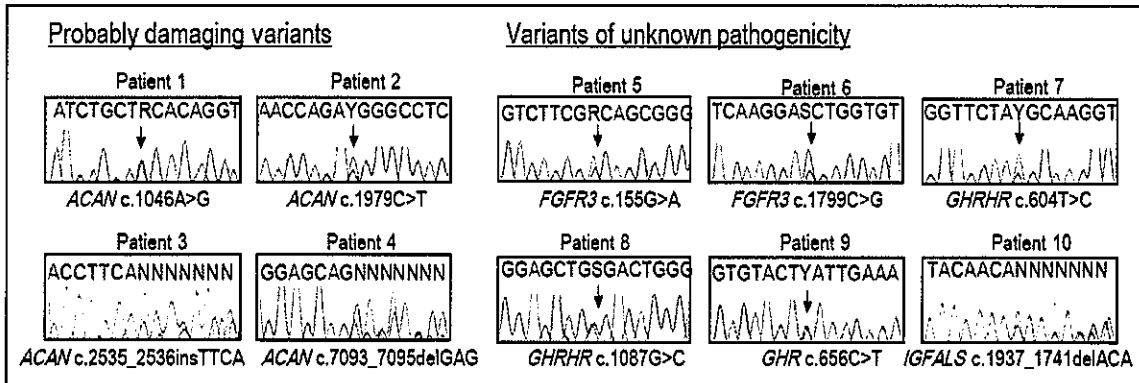 Probably damaging variants
Variants of unknown pathogenicity
Patient 1
ATCTGCTRCACAGGT
ACAN c.1046A>G
Patient 2
AACCAGAYGGGCCTC
ACAN c.1979C>T
Patient 5
GTCTTCGRCAGCGGG
FGFR3 c.155G>A
Patient 6
TCAAGGASCTGGTGT
FGFR3 c.1799C>G
Patient 7
GGTTCTAYGCAAGGT
GHRHR c.604T>C
Patient 3
ACCTTCANNNNNNN
ACAN c.2535_2536insTTCA
Patient 4
GGAGCAGNNNNNNN
ACAN c.7093_7095delGAG
Patient 8
GGAGCTGSGACTGGG
GHRHR c.1087G>C
Patient 9
GTGTACTYATTGAAA
GHR c.656C>T
Patient 10
TACAACANNNNNNN
IGFALS c.1937_1741delACA